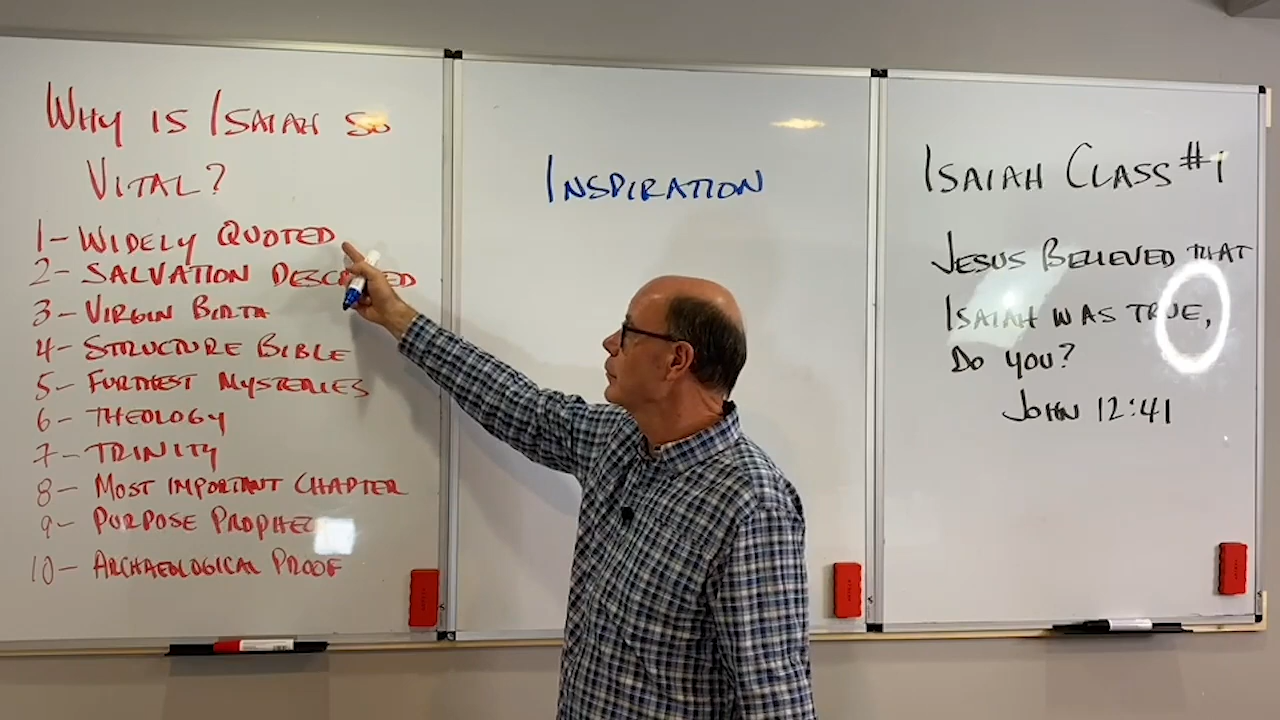 WHY IS ISAIAH SO
VITAL?
1- WIDELY QUOTED
2- SALVATION
3- VIRGIN BIRTH
4- STRUCTURE BIBLE
5- FURTHEST MYSTERIES
6- THEOLOGY
7- TRINITY
8- MOST IMPORTANT CHAPTER
9- PURPOSE
10- ARCHAEOLOGICAL PROOF
INSPIRATION
ISAIAH CLASS #1
JESUS BELIEVED THAT
ISAIAH WAS TRUE,
DO YOU?
JOHN 12:41